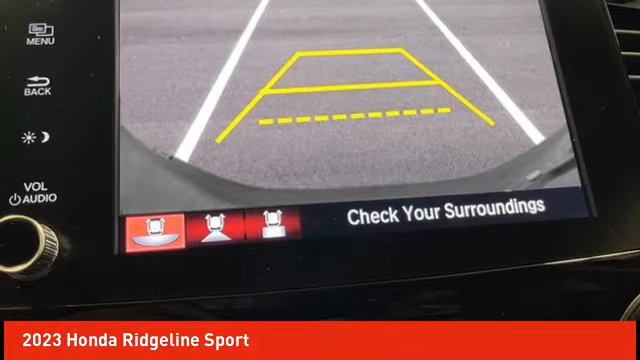 MENU
BACK
VOL
AUDIO
Check Your Surroundings
2023 Honda Ridgeline Sport